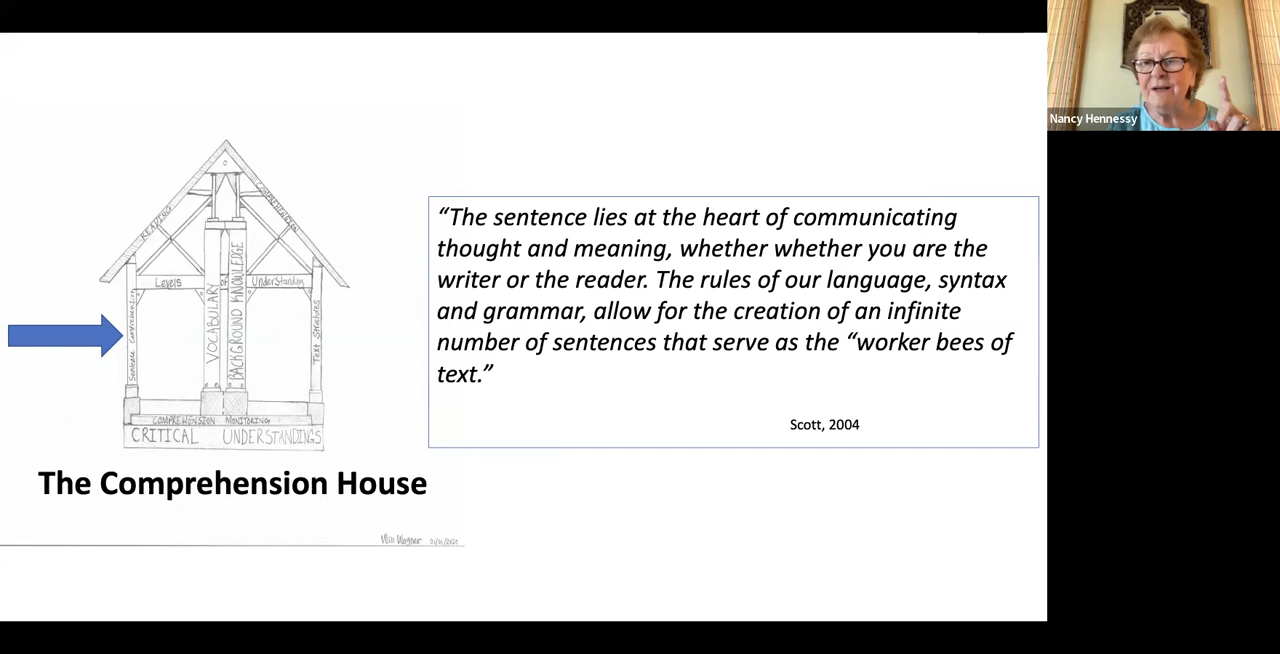 Nancy Hennessy
READING
COMPREHENSION
Levels
of
Understanding
Sentence Comprehension
VOCABULARY
BACKGROUND KNOWLEDGE
Text Structures
COMPREHENSION MONITORING
CRITICAL UNDERSTANDINGS
“The sentence lies at the heart of communicating
thought and meaning, whether whether you are the
writer or the reader. The rules of our language, syntax
and grammar, allow for the creation of an infinite
number of sentences that serve as the “worker bees of
text.”
Scott, 2004
The Comprehension House
Wagner